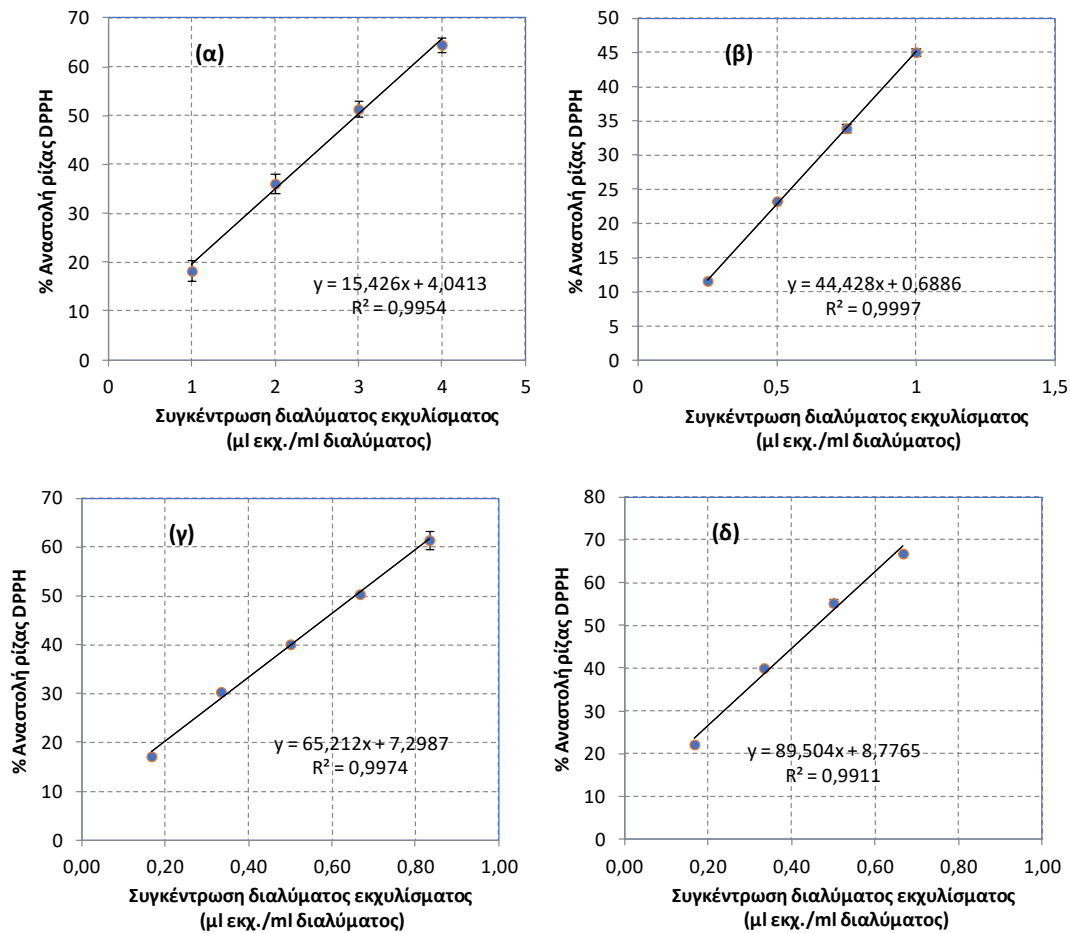 70
60
50
40
30
20
10
0
% Αναστολή ρίζας DPPH
(α)
y = 15,426x + 4,0413
R² = 0,9954
0 1 2 3 4 5
Συγκέντρωση διαλύματος εκχυλίσματος
(μl εκχ./ml διαλύματος)
50
45
40
35
30
25
20
15
10
5
0
% Αναστολή ρίζας DPPH
(β)
y = 44,428x + 0,6886
R² = 0,9997
0 0,5 1 1,5
Συγκέντρωση διαλύματος εκχυλίσματος
(μl εκχ./ml διαλύματος)
70
60
50
40
30
20
10
0
% Αναστολή ρίζας DPPH
(γ)
y = 65,212x + 7,2987
R² = 0,9974
0,00 0,20 0,40 0,60 0,80 1,00
Συγκέντρωση διαλύματος εκχυλίσματος
(μl εκχ./ml διαλύματος)
80
70
60
50
40
30
20
10
0
% Αναστολή ρίζας DPPH
(δ)
y = 89,504x + 8,7765
R² = 0,9911
0,00 0,20 0,40 0,60 0,80 1,00
Συγκέντρωση διαλύματος εκχυλίσματος
(μl εκχ./ml διαλύματος)